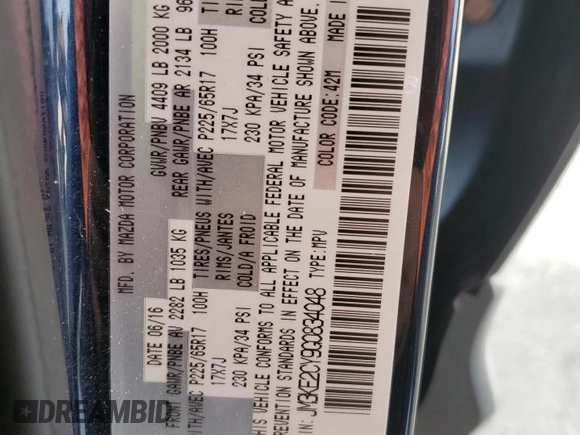 MFD. BY MAZDA MOTOR CORPORATION
DATE 06/16 GVWR/PNBV 4409 LB 2000 KG
FRONT GAWR/PNBE AV 2282 LB 1035 KG REAR GAWR/PNBE AR 2134 LB 96
WITH/AVEC P225/65R17 100H TIRES/PNEUS WITH/AVEC P225/65R17 100H TI
17X7J RIMS/JANTES 17X7J RI
230 KPA/34 PSI COLD/A FROID 230 KPA/34 PSI COLD
THIS VEHICLE CONFORMS TO ALL APPLICABLE FEDERAL MOTOR VEHICLE SAFETY A
PREVENTION STANDARDS IN EFFECT ON THE DATE OF MANUFACTURE SHOWN ABOVE.
JM3KE2CY9G0834048 TYPE:MPV COLOR CODE:42M MADE I
DREAMBID